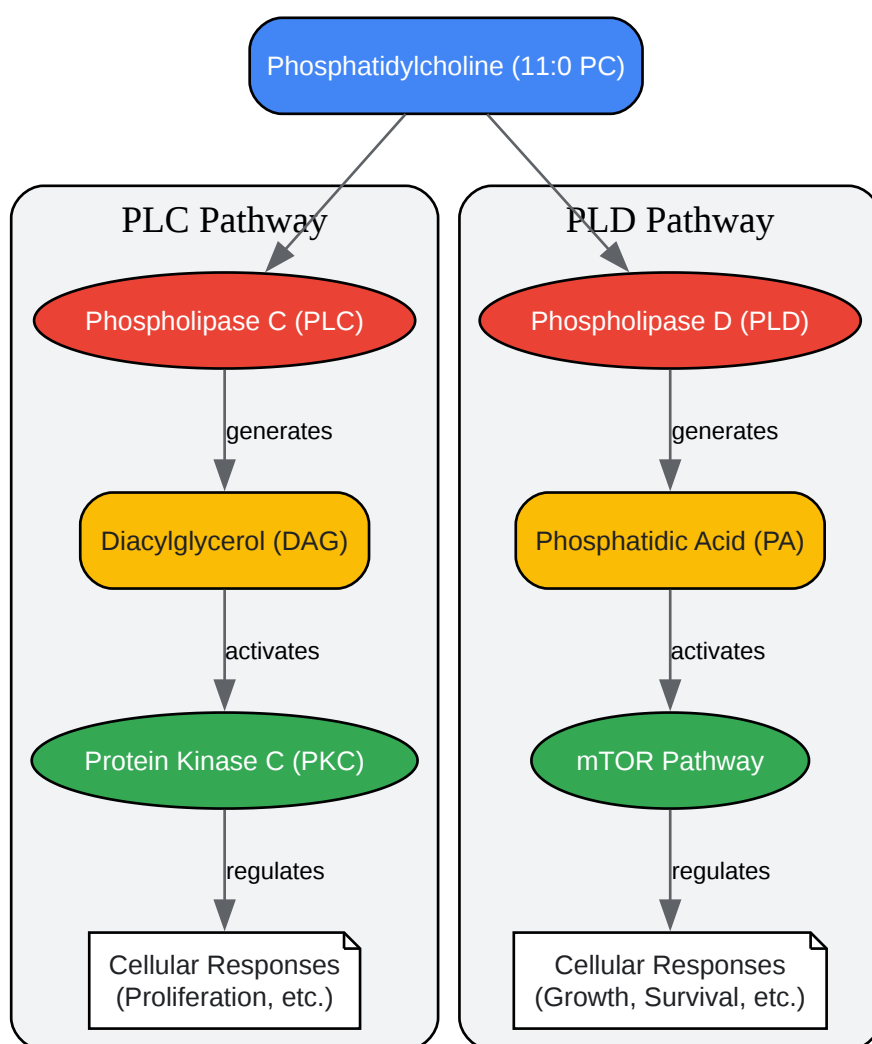 Phosphatidylcholine (11:0 PC)
PLC Pathway
Phospholipase C (PLC)
generates
Diacylglycerol (DAG)
activates
Protein Kinase C (PKC)
regulates
Cellular Responses
(Proliferation, etc.)
PLD Pathway
Phospholipase D (PLD)
generates
Phosphatidic Acid (PA)
activates
mTOR Pathway
regulates
Cellular Responses
(Growth, Survival, etc.)